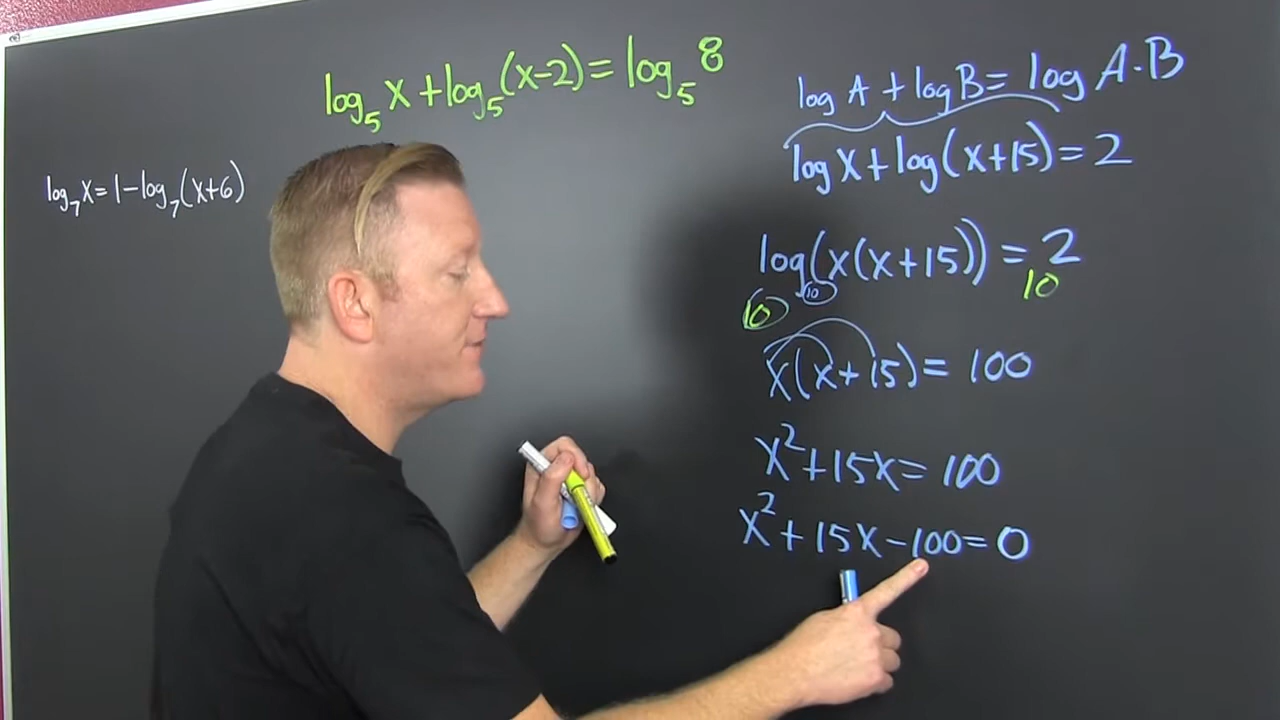 log₅ x + log₅ (x-2) = log₅ 8
log₇ x = 1 - log₇ (x+6)
log A + log B = log A·B
log x + log (x+15) = 2
log₁₀ (x(x+15)) = 2
10 10
x(x+15) = 100
x² + 15x = 100
x² + 15x - 100 = 0